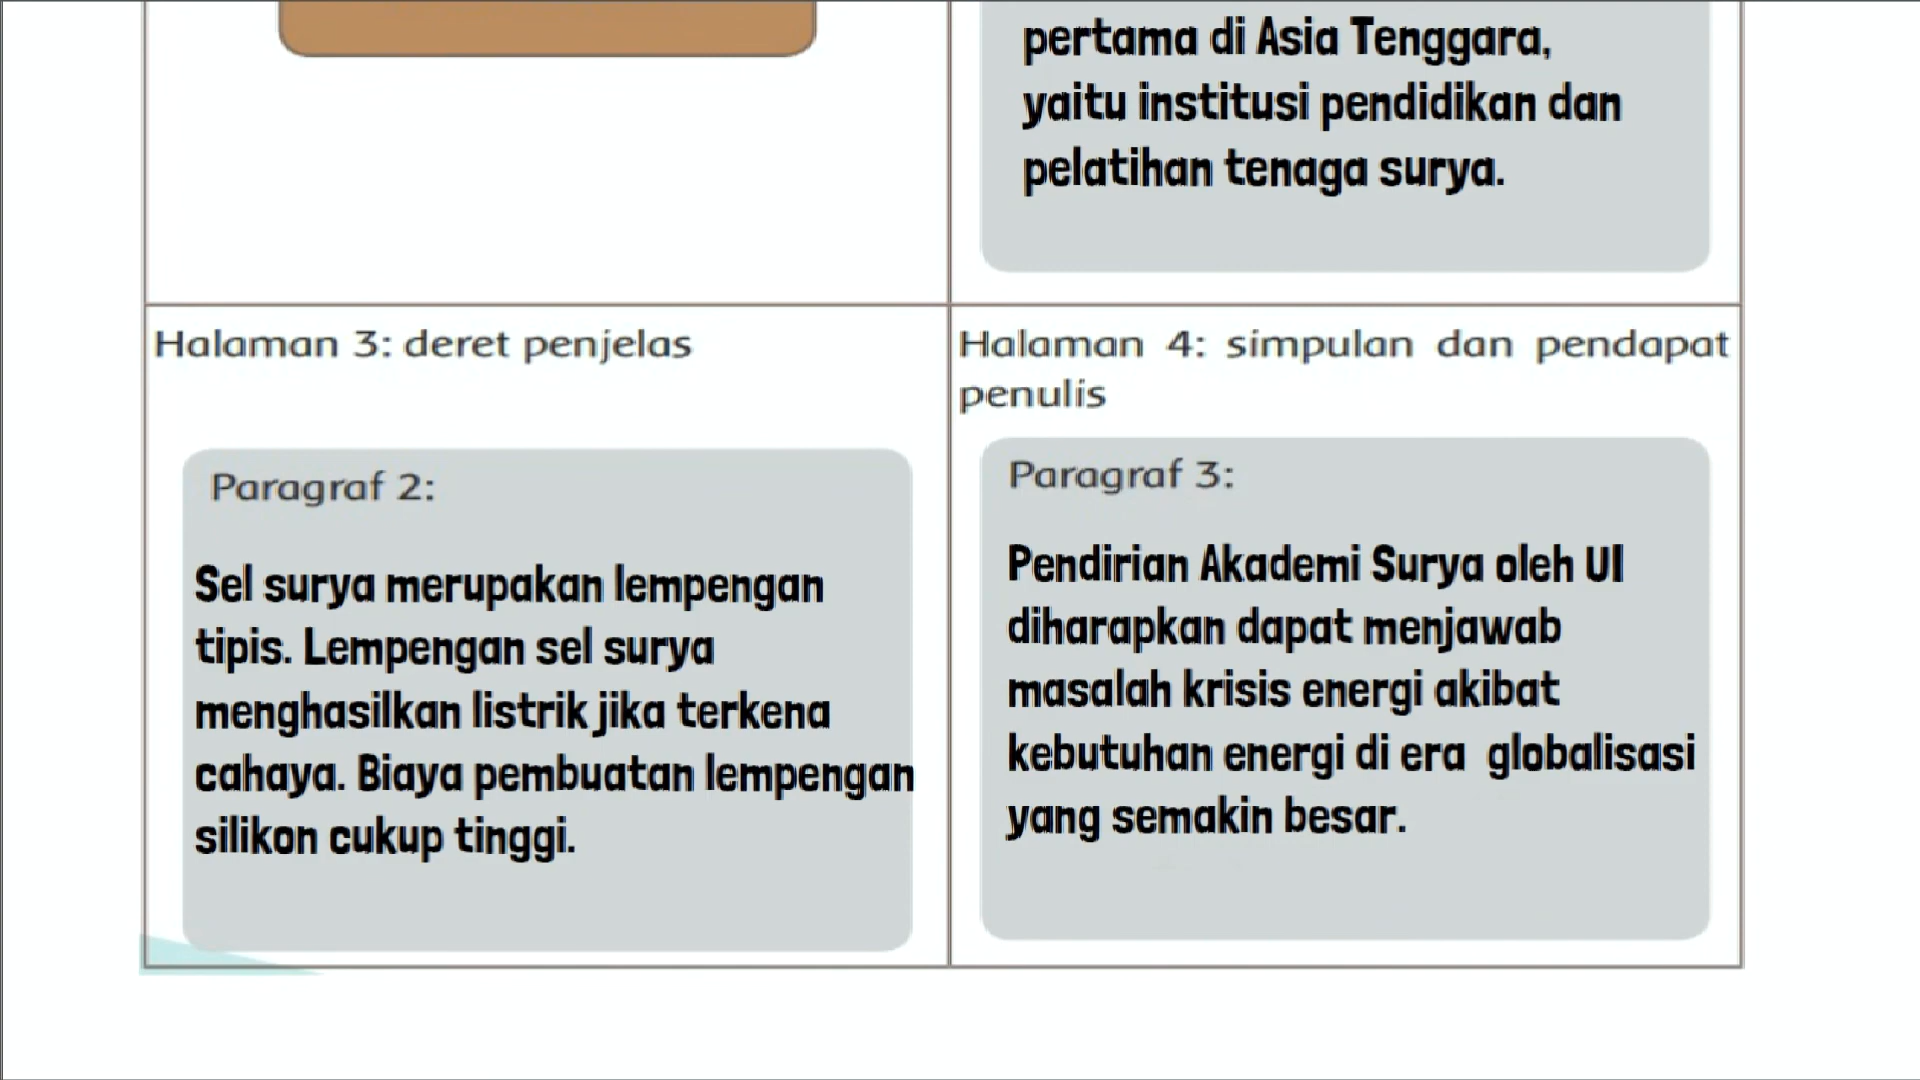 pertama di Asia Tenggara,
yaitu institusi pendidikan dan
pelatihan tenaga surya.
Halaman 3: deret penjelas
Paragraf 2:
Sel surya merupakan lempengan
tipis. Lempengan sel surya
menghasilkan listrik jika terkena
cahaya. Biaya pembuatan lempengan
silikon cukup tinggi.
Halaman 4: simpulan dan pendapat
penulis
Paragraf 3:
Pendirian Akademi Surya oleh UI
diharapkan dapat menjawab
masalah krisis energi akibat
kebutuhan energi di era globalisasi
yang semakin besar.